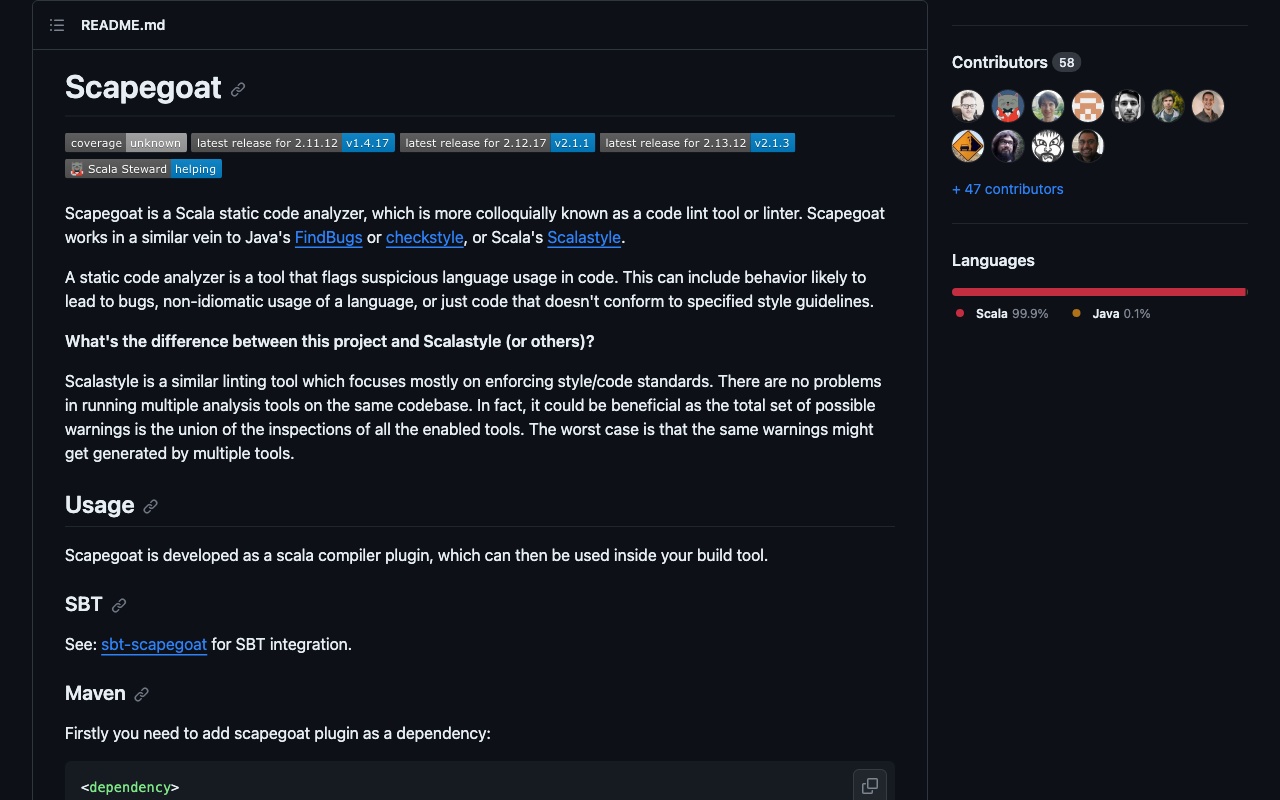 README.md
Scapegoat
coverage unknown latest release for 2.11.12 v1.4.17 latest release for 2.12.17 v2.1.1 latest release for 2.13.12 v2.1.3
Scala Steward helping
Scapegoat is a Scala static code analyzer, which is more colloquially known as a code lint tool or linter. Scapegoat
works in a similar vein to Java's FindBugs or checkstyle, or Scala's Scalastyle.
A static code analyzer is a tool that flags suspicious language usage in code. This can include behavior likely to
lead to bugs, non-idiomatic usage of a language, or just code that doesn't conform to specified style guidelines.
What's the difference between this project and Scalastyle (or others)?
Scalastyle is a similar linting tool which focuses mostly on enforcing style/code standards. There are no problems
in running multiple analysis tools on the same codebase. In fact, it could be beneficial as the total set of possible
warnings is the union of the inspections of all the enabled tools. The worst case is that the same warnings might
get generated by multiple tools.
Usage
Scapegoat is developed as a scala compiler plugin, which can then be used inside your build tool.
SBT
See: sbt-scapegoat for SBT integration.
Maven
Firstly you need to add scapegoat plugin as a dependency:
<dependency>
Contributors 58
+ 47 contributors
Languages
Scala 99.9% Java 0.1%